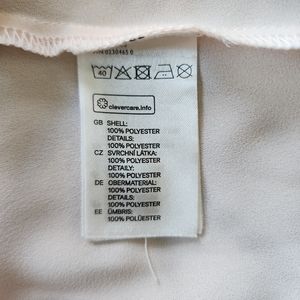 40
clevercare.info
GB SHELL:
100% POLYESTER
DETAILS:
100% POLYESTER
CZ SVRCHNÍ LÁTKA:
100% POLYESTER
DETAILY:
100% POLYESTER
DE OBERMATERIAL:
100% POLYESTER
DETAILS:
100% POLYESTER
EE ÜMBRIS:
100% POLÜESTER